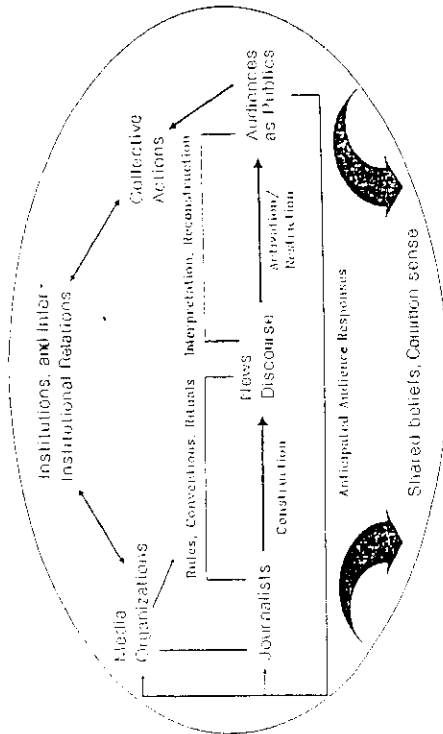 Institutions, and Inter-
Institutional Relations
Media
Organizations
Collective
Actions
Rules, Conventions, Rituals
Interpretation, Reconstruction
Journalists
News
Discourse
Audiences
as Publics
Construction
Activation/
Restriction
Anticipated Audience Responses
Shared beliefs, Common sense